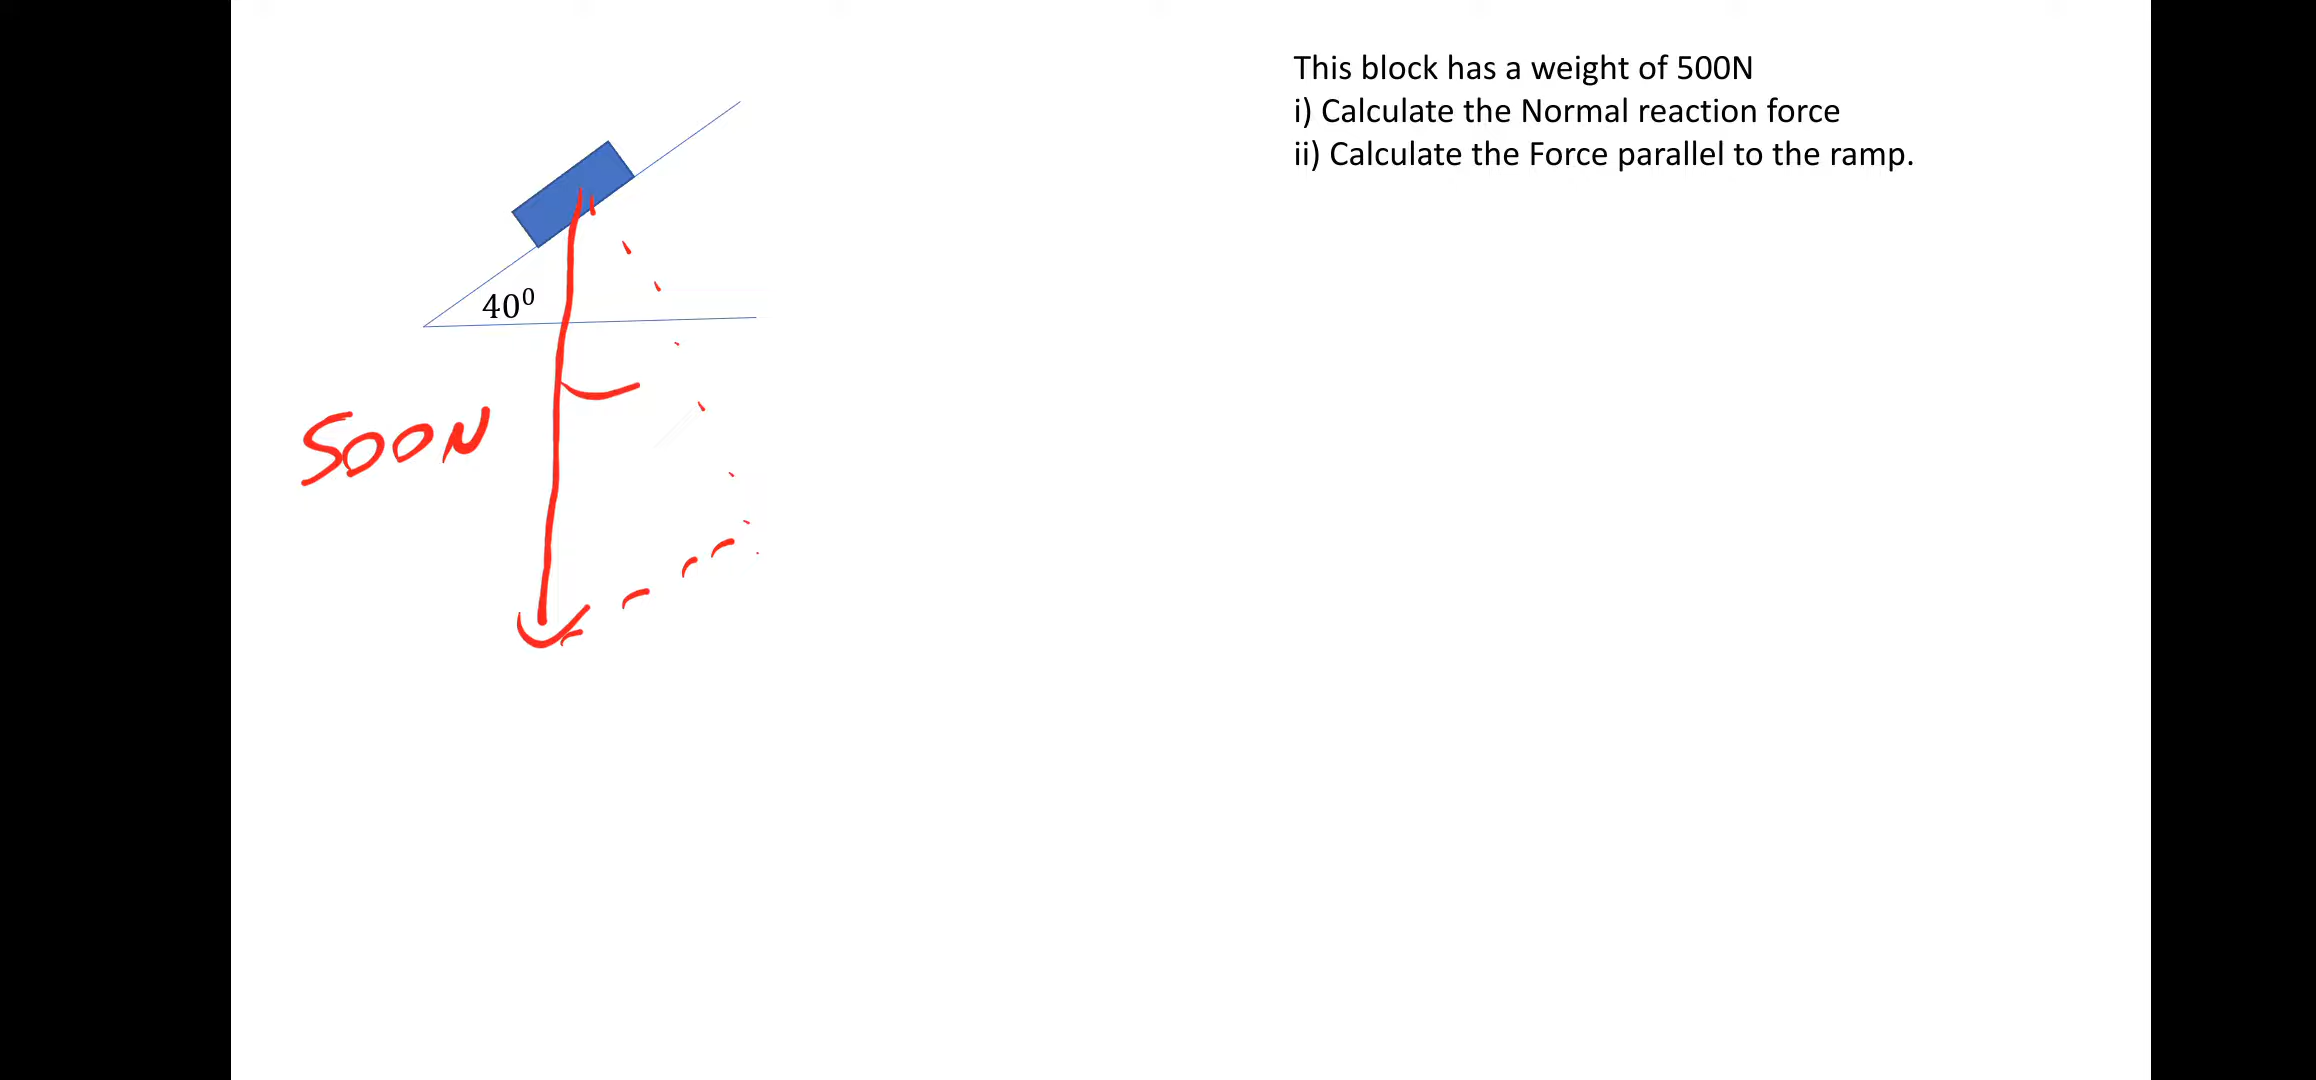 This block has a weight of 500N
i) Calculate the Normal reaction force
ii) Calculate the Force parallel to the ramp.
40⁰
500N